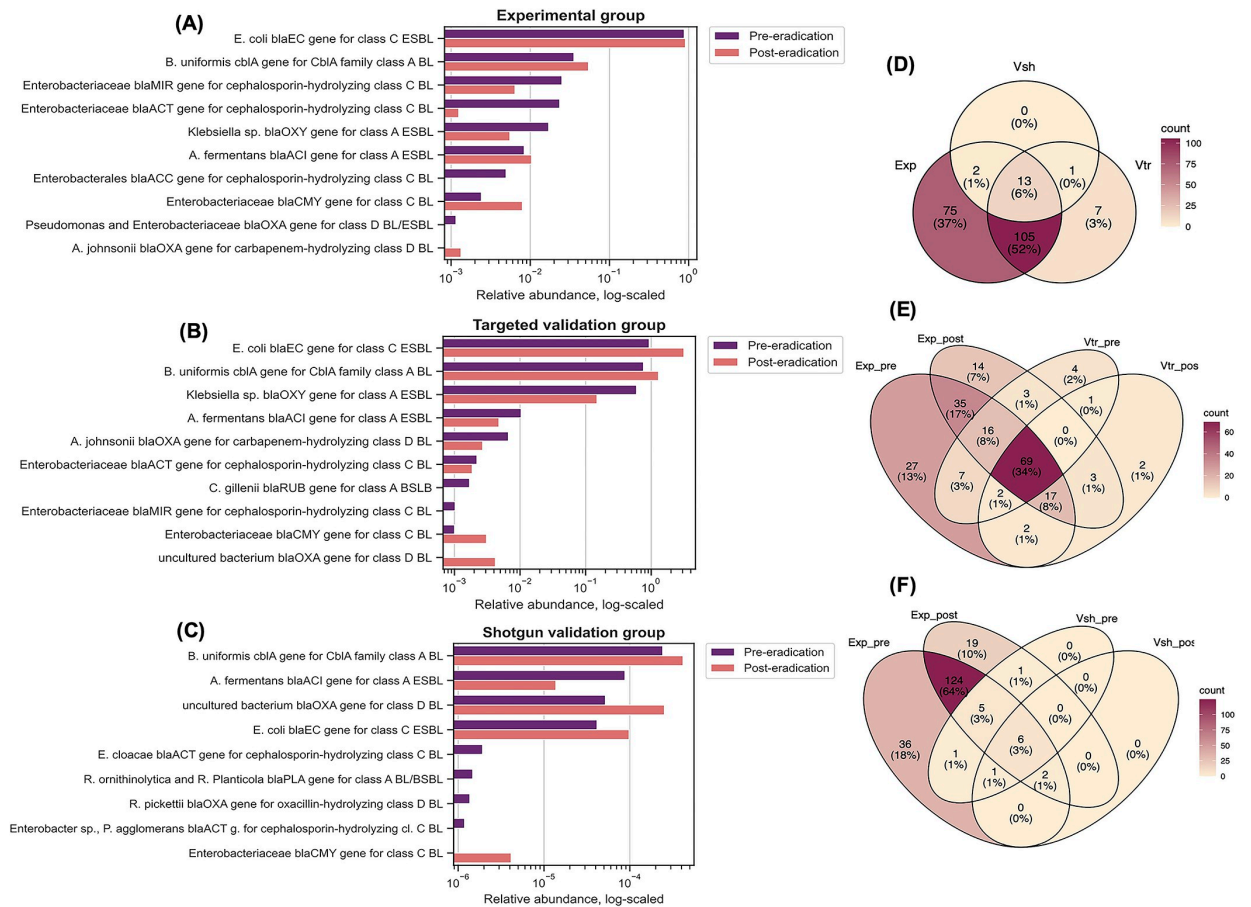 (A)
Experimental group
E. coli blaEC gene for class C ESBL
B. uniformis cblA gene for CblA family class A BL
Enterobacteriaceae blaMIR gene for cephalosporin-hydrolyzing class C BL
Enterobacteriaceae blaACT gene for cephalosporin-hydrolyzing class C BL
Klebsiella sp. blaOXY gene for class A ESBL
A. fermentans blaACI gene for class A ESBL
Enterobacterales blaACC gene for cephalosporin-hydrolyzing class C BL
Enterobacteriaceae blaCMY gene for class C BL
Pseudomonas and Enterobacteriaceae blaOXA gene for class D BL/ESBL
A. johnsonii blaOXA gene for carbapenem-hydrolyzing class D BL
10⁻³ 10⁻² 10⁻¹ 10⁰
Relative abundance, log-scaled
Pre-eradication
Post-eradication
(B)
Targeted validation group
E. coli blaEC gene for class C ESBL
B. uniformis cblA gene for CblA family class A BL
Klebsiella sp. blaOXY gene for class A ESBL
A. fermentans blaACI gene for class A ESBL
A. johnsonii blaOXA gene for carbapenem-hydrolyzing class D BL
Enterobacteriaceae blaACT gene for cephalosporin-hydrolyzing class C BL
C. gillenii blaRUB gene for class A BSLB
Enterobacteriaceae blaMIR gene for cephalosporin-hydrolyzing class C BL
Enterobacteriaceae blaCMY gene for class C BL
uncultured bacterium blaOXA gene for class D BL
10⁻³ 10⁻² 10⁻¹ 10⁰
Relative abundance, log-scaled
Pre-eradication
Post-eradication
(C)
Shotgun validation group
B. uniformis cblA gene for CblA family class A BL
A. fermentans blaACI gene for class A ESBL
uncultured bacterium blaOXA gene for class D BL
E. coli blaEC gene for class C ESBL
E. cloacae blaACT gene for cephalosporin-hydrolyzing class C BL
R. ornithinolytica and R. Planticola blaPLA gene for class A BL/BSBL
R. pickettii blaOXA gene for oxacillin-hydrolyzing class D BL
Enterobacter sp., P. agglomerans blaACT g. for cephalosporin-hydrolyzing cl. C BL
Enterobacteriaceae blaCMY gene for class C BL
10⁻⁶ 10⁻⁵ 10⁻⁴
Relative abundance, log-scaled
Pre-eradication
Post-eradication
(D)
Vsh
0
(0%)
Exp
Vtr
2
(1%)
13
(6%)
1
(0%)
75
(37%)
105
(52%)
7
(3%)
count
100
75
50
25
0
(E)
Exp_post
Vtr_pre
Exp_pre
Vtr_pos
14
(7%)
4
(2%)
35
(17%)
3
(1%)
1
(0%)
16
(8%)
0
(0%)
27
(13%)
69
(34%)
2
(1%)
7
(3%)
3
(1%)
2
(1%)
17
(8%)
2
(1%)
count
60
40
20
0
(F)
Exp_post
Vsh_pre
Exp_pre
Vsh_pos
19
(10%)
0
(0%)
124
(64%)
1
(1%)
0
(0%)
5
(3%)
0
(0%)
36
(18%)
6
(3%)
0
(0%)
1
(1%)
0
(0%)
1
(1%)
2
(1%)
0
(0%)
count
100
75
50
25
0